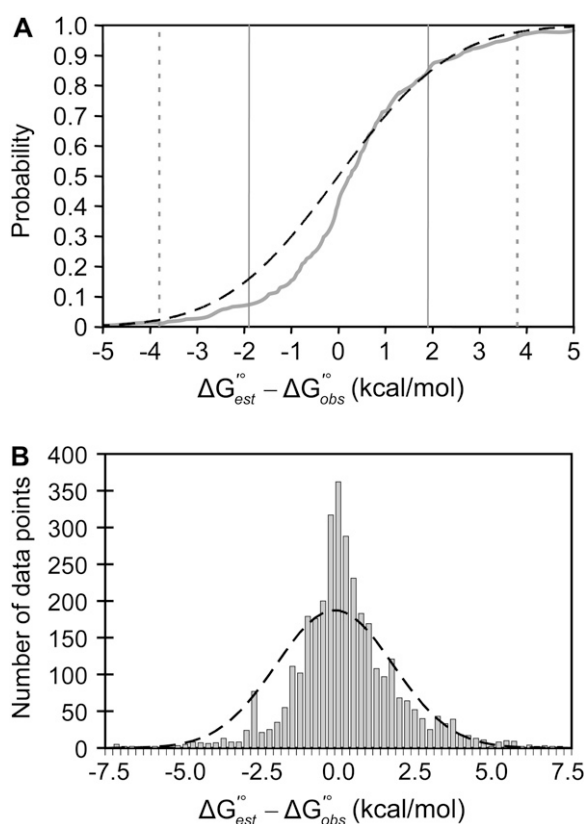 A
Probability
1.0
0.9
0.8
0.7
0.6
0.5
0.4
0.3
0.2
0.1
0
-5 -4 -3 -2 -1 0 1 2 3 4 5
ΔG'°est – ΔG'°obs (kcal/mol)
B
Number of data points
400
350
300
250
200
150
100
50
0
-7.5 -5.0 -2.5 0.0 2.5 5.0 7.5
ΔG'°est – ΔG'°obs (kcal/mol)